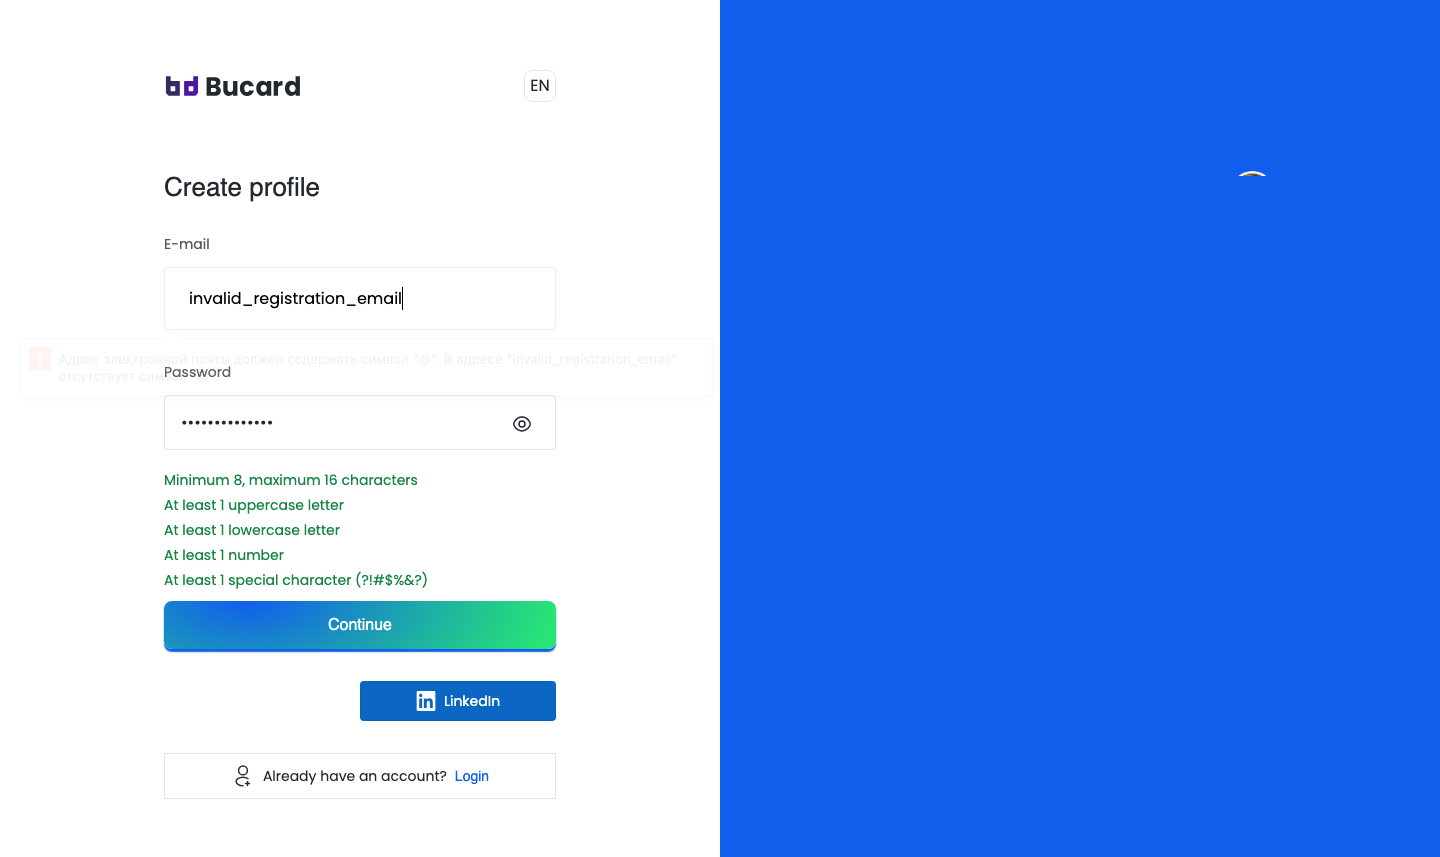 Bucard
EN
Create profile
E-mail
invalid_registration_email
Адрес электронной почты должен содержать символ "@". В адресе "invalid_registration_email"
отсутствует
Password
••••••••••••••
Minimum 8, maximum 16 characters
At least 1 uppercase letter
At least 1 lowercase letter
At least 1 number
At least 1 special character (?!#$%&?)
Continue
LinkedIn
Already have an account? Login